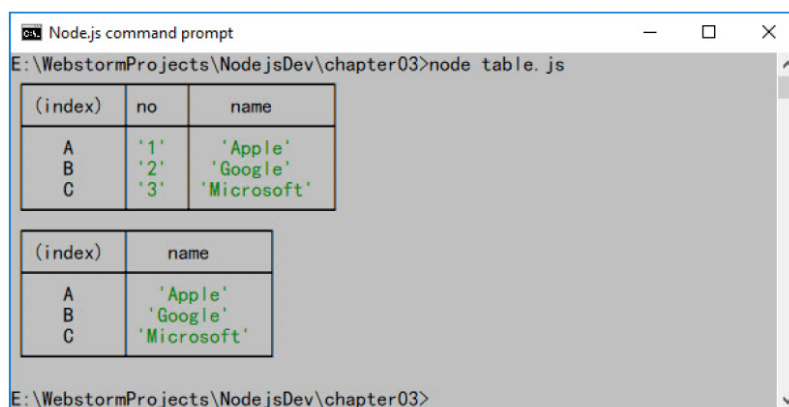 Node.js command prompt
E:\WebstormProjects\NodejsDev\chapter03>node table.js
(index) no name
A '1' 'Apple'
B '2' 'Google'
C '3' 'Microsoft'
(index) name
A 'Apple'
B 'Google'
C 'Microsoft'
E:\WebstormProjects\NodejsDev\chapter03>